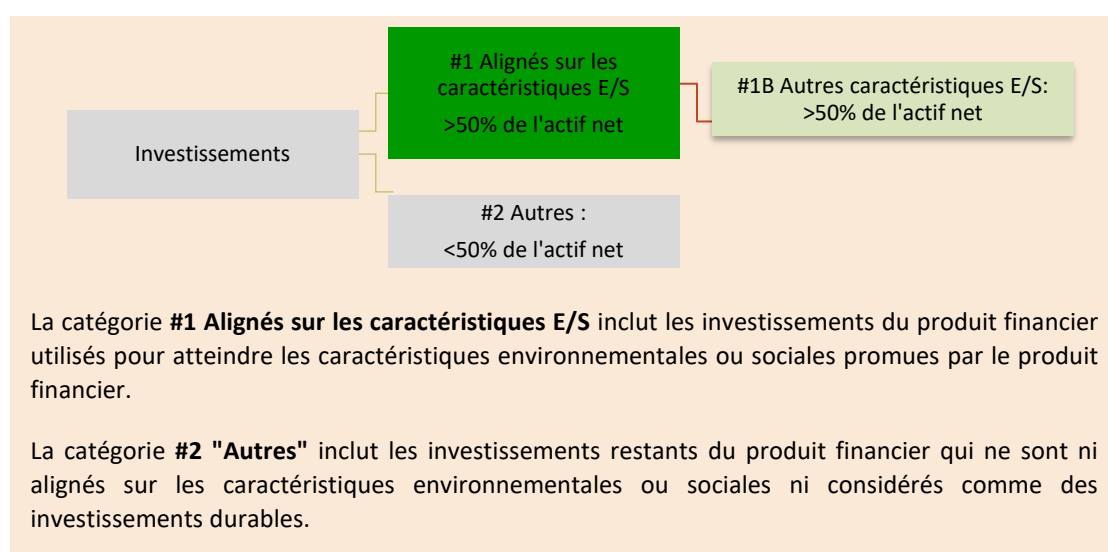 #1 Alignés sur les
caractéristiques E/S
>50% de l'actif net
#1B Autres caractéristiques E/S:
>50% de l'actif net
Investissements
#2 Autres :
<50% de l'actif net
La catégorie #1 Alignés sur les caractéristiques E/S inclut les investissements du produit financier
utilisés pour atteindre les caractéristiques environnementales ou sociales promues par le produit
financier.
La catégorie #2 "Autres" inclut les investissements restants du produit financier qui ne sont ni
alignés sur les caractéristiques environnementales ou sociales ni considérés comme des
investissements durables.